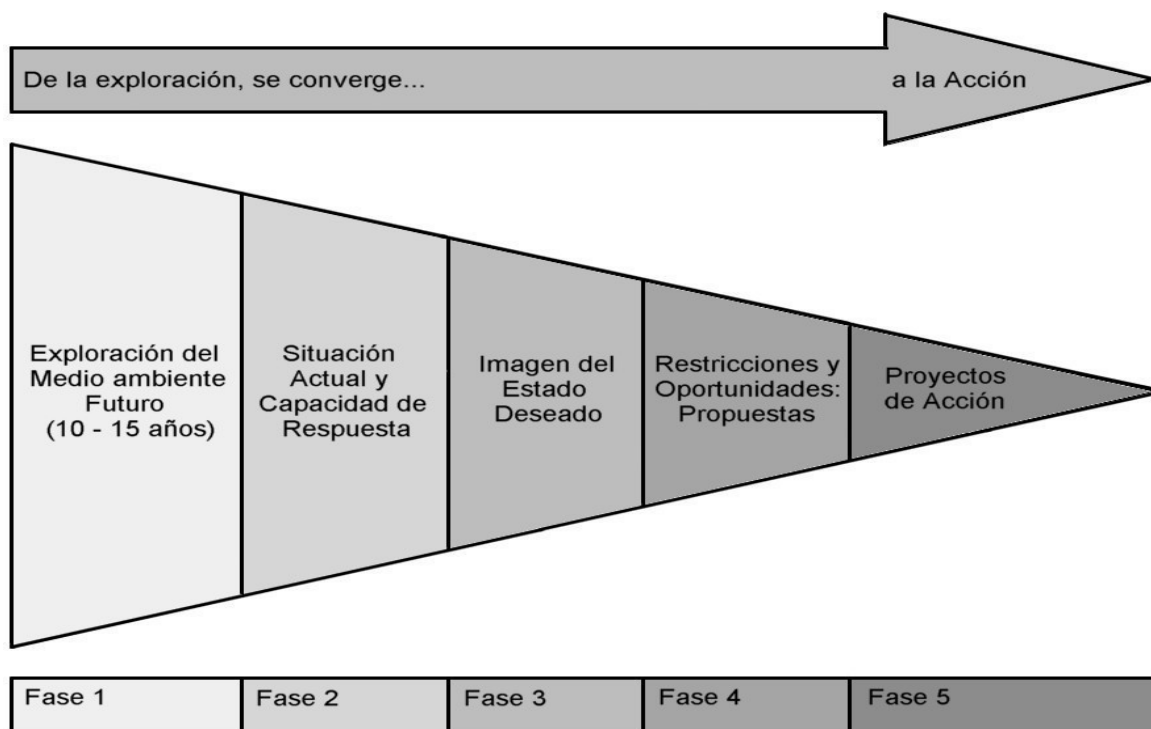 De la exploración, se converge...
a la Acción
Exploración del
Medio ambiente
Futuro
(10 - 15 años)
Situación
Actual y
Capacidad de
Respuesta
Imagen del
Estado
Deseado
Restricciones y
Oportunidades:
Propuestas
Proyectos
de Acción
Fase 1
Fase 2
Fase 3
Fase 4
Fase 5